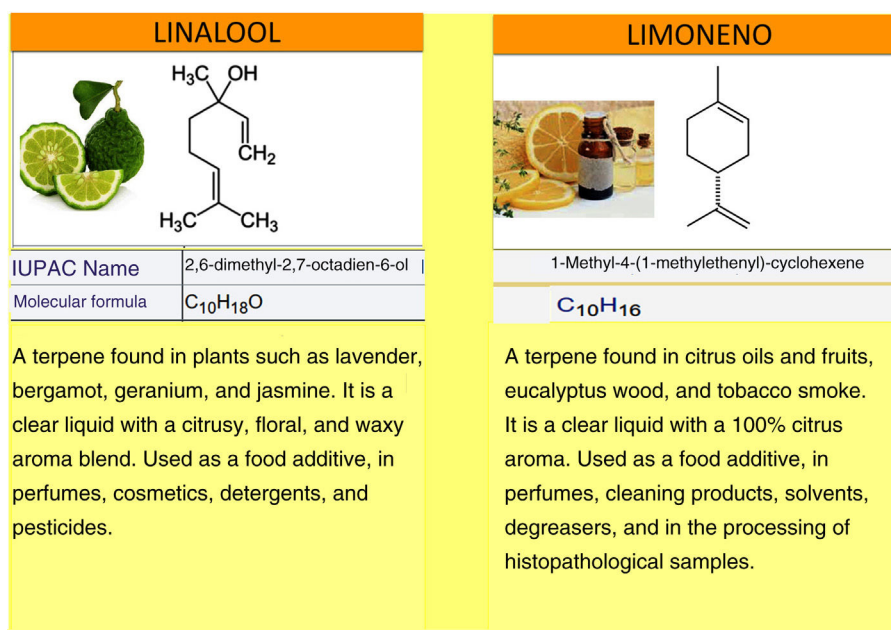 LINALOOL
H₃C OH
CH₂
H₃C CH₃
IUPAC Name 2,6-dimethyl-2,7-octadien-6-ol
Molecular formula C₁₀H₁₈O
A terpene found in plants such as lavender,
bergamot, geranium, and jasmine. It is a
clear liquid with a citrusy, floral, and waxy
aroma blend. Used as a food additive, in
perfumes, cosmetics, detergents, and
pesticides.
LIMONENO
1-Methyl-4-(1-methylethenyl)-cyclohexene
C₁₀H₁₆
A terpene found in citrus oils and fruits,
eucalyptus wood, and tobacco smoke.
It is a clear liquid with a 100% citrus
aroma. Used as a food additive, in
perfumes, cleaning products, solvents,
degreasers, and in the processing of
histopathological samples.